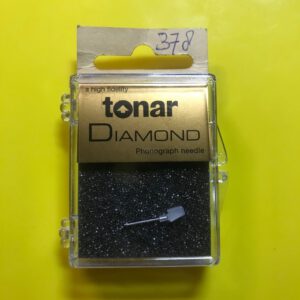 378
a high fidelity
tonar
DIAMOND
Phonograph needle